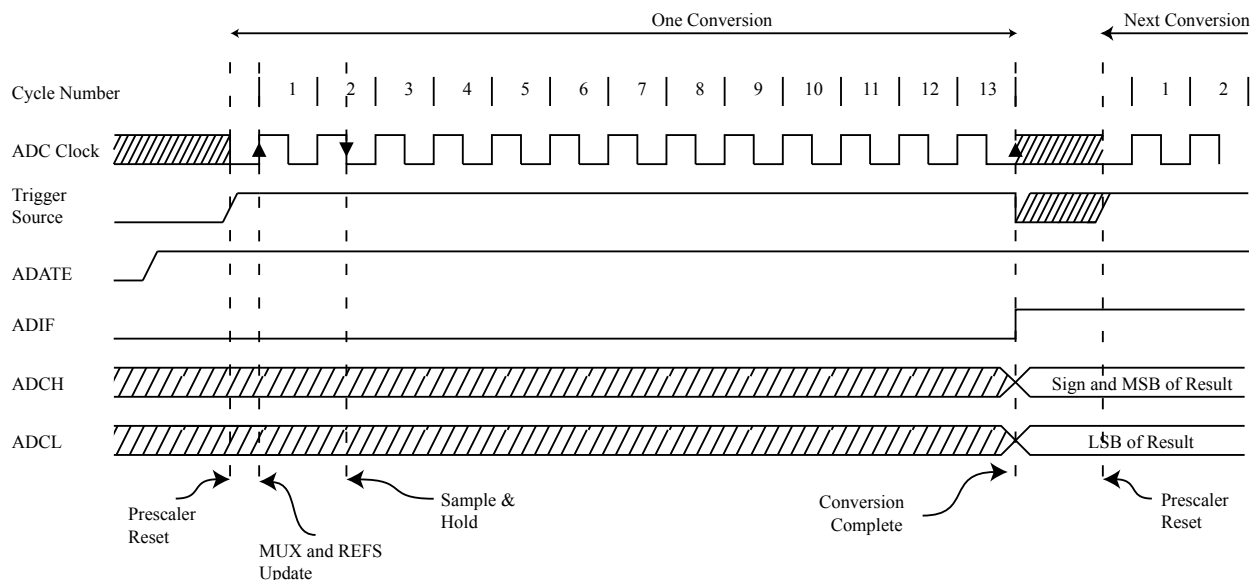 One Conversion
Next Conversion
Cycle Number
1 2 3 4 5 6 7 8 9 10 11 12 13 1 2
ADC Clock
Trigger
Source
ADATE
ADIF
ADCH
Sign and MSB of Result
ADCL
LSB of Result
Prescaler
Reset
MUX and REFS
Update
Sample &
Hold
Conversion
Complete
Prescaler
Reset